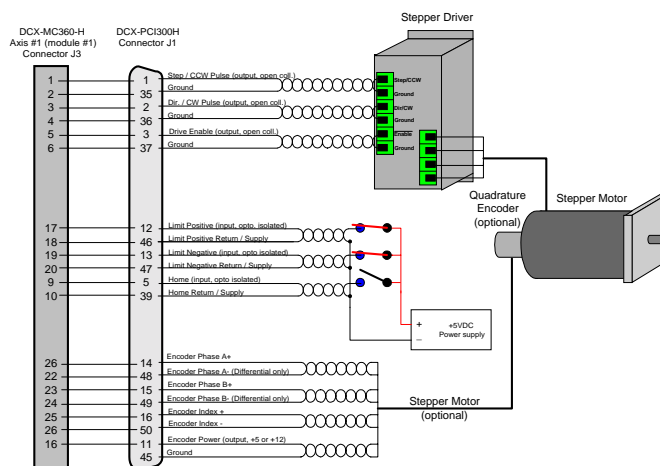 DCX-MC360-H
Axis #1 (module #1)
Connector J3
DCX-PCI300H
Connector J1
Stepper Driver
1 1 Step / CCW Pulse (output, open coll.)
2 35 Ground
3 2 Dir. / CW Pulse (output, open coll.)
4 36 Ground
5 3 Drive Enable (output, open coll.)
6 37 Ground
Step/CCW
Ground
Dir/CW
Ground
Enable
Ground
Quadrature
Encoder
(optional)
Stepper Motor
17 12 Limit Positive (input, opto isolated)
18 46 Limit Positive Return / Supply
19 13 Limit Negative (input, opto isolated)
20 47 Limit Negative Return / Supply
9 5 Home (input, opto isolated)
10 39 Home Return / Supply
+
–
+5VDC
Power supply
26 14 Encoder Phase A+
22 48 Encoder Phase A- (Differential only)
23 15 Encoder Phase B+
24 49 Encoder Phase B- (Differential only)
25 16 Encoder Index +
26 50 Encoder Index -
16 11 Encoder Power (output, +5 or +12)
45 Ground
Stepper Motor
(optional)